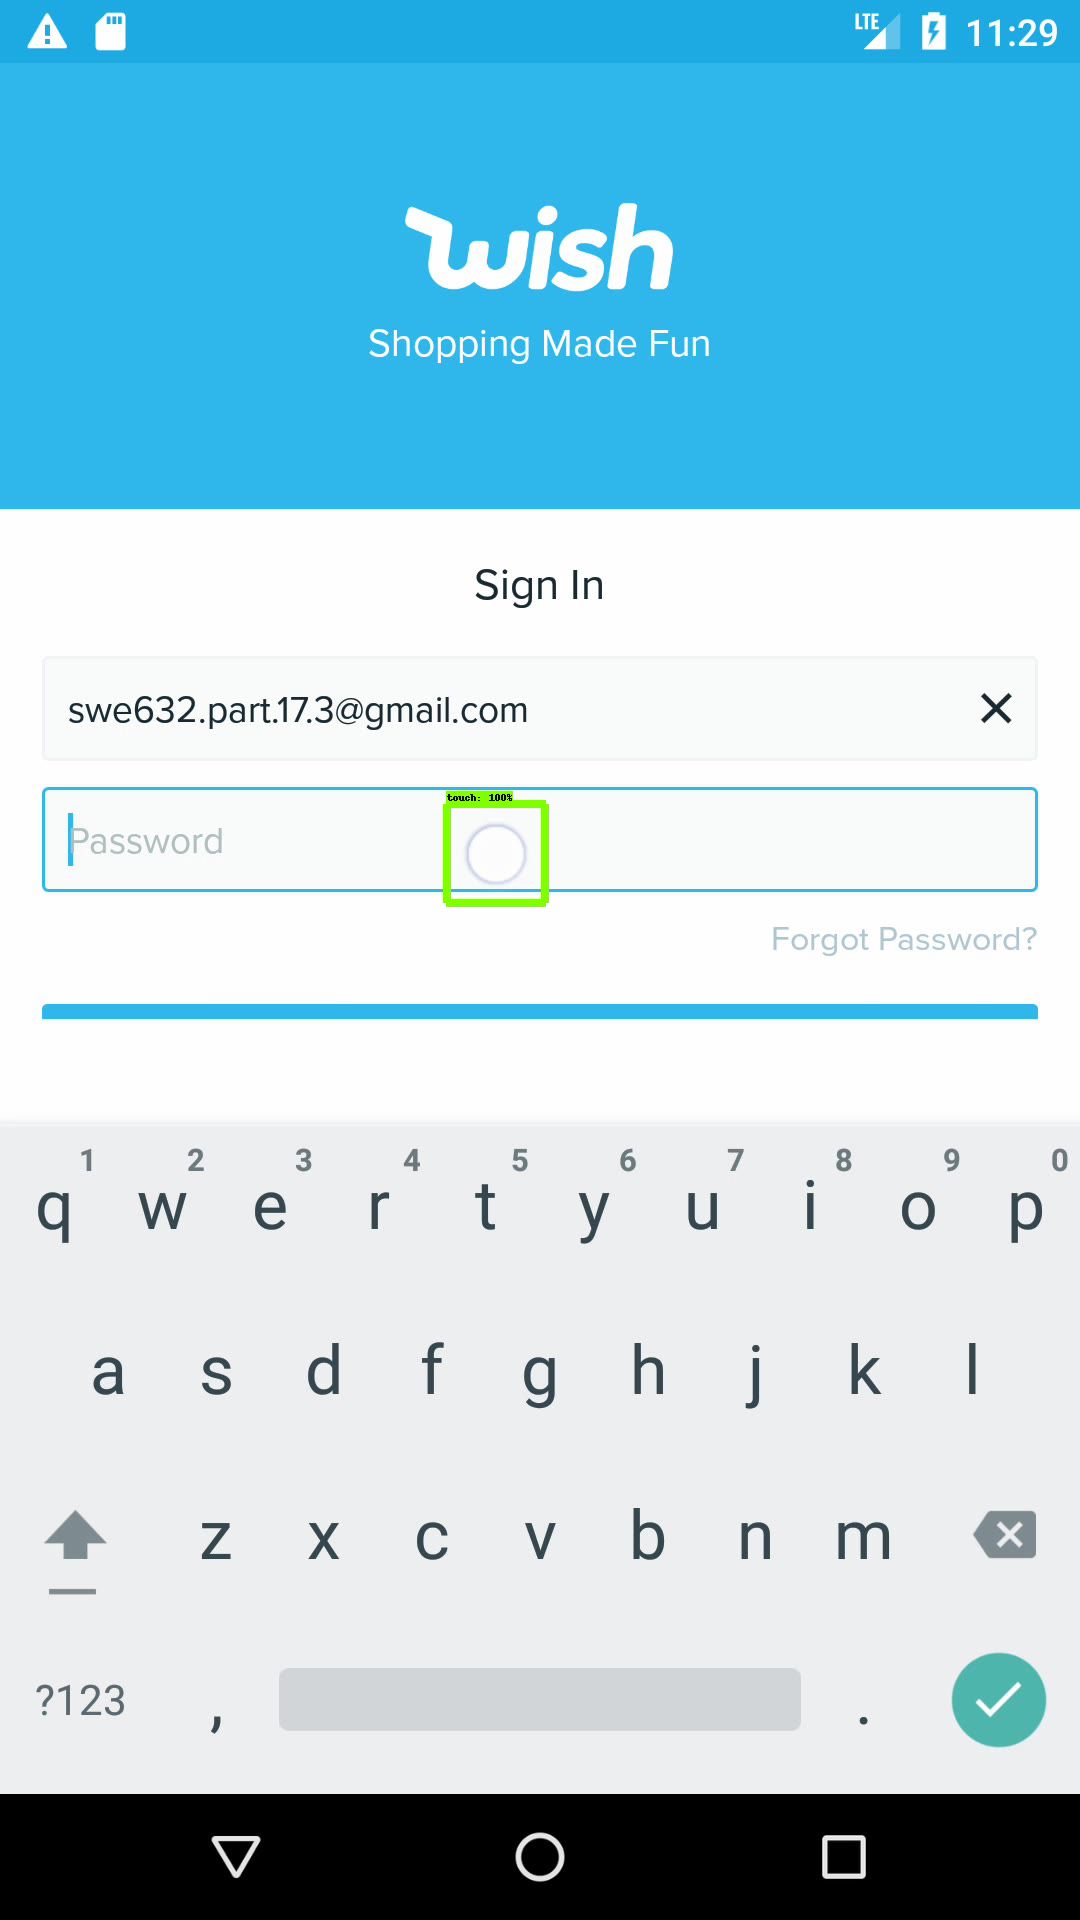 LTE 11:29
wish
Shopping Made Fun
Sign In
swe632.part.17.3@gmail.com
touch: 100%
Password
Forgot Password?
1 2 3 4 5 6 7 8 9 0
q w e r t y u i o p
a s d f g h j k l
z x c v b n m
?123 , .